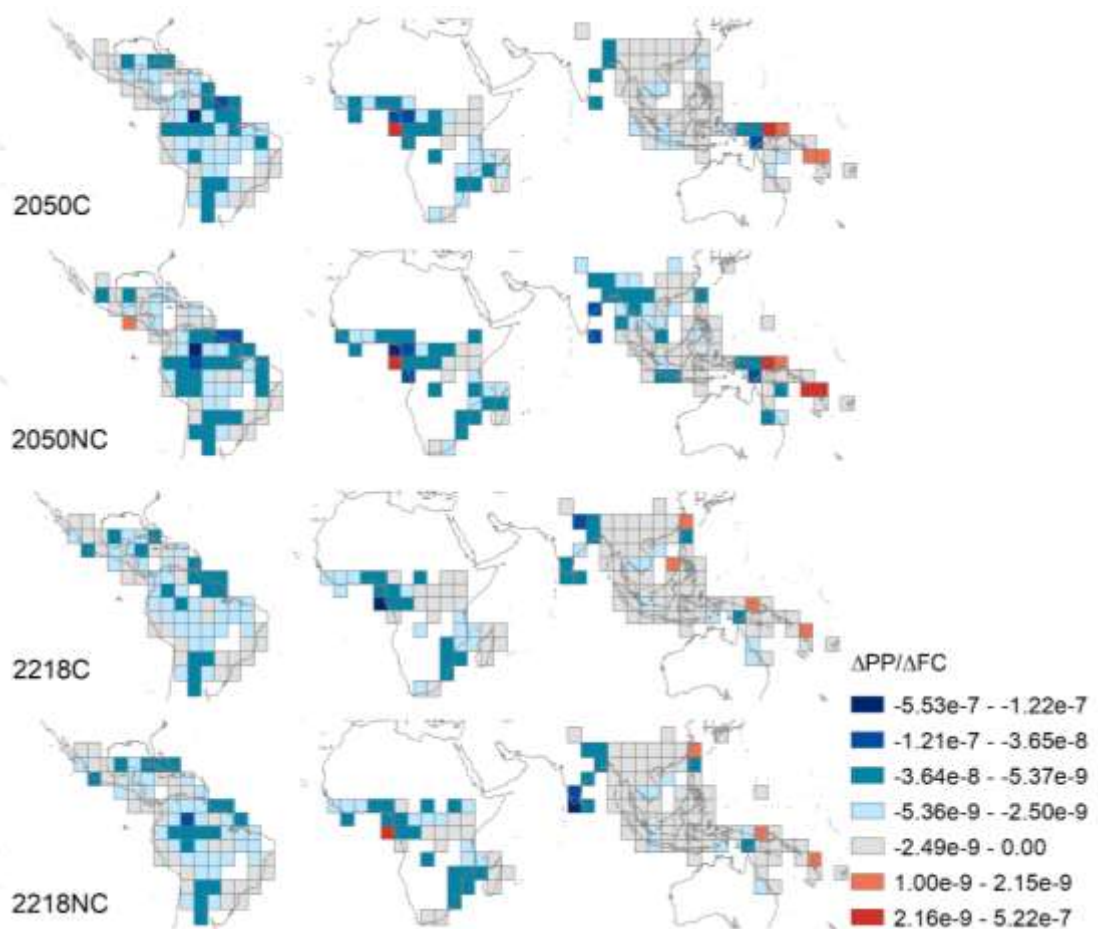 2050C
2050NC
2218C
2218NC
ΔPP/ΔFC
-5.53e-7 - -1.22e-7
-1.21e-7 - -3.65e-8
-3.64e-8 - -5.37e-9
-5.36e-9 - -2.50e-9
-2.49e-9 - 0.00
1.00e-9 - 2.15e-9
2.16e-9 - 5.22e-7